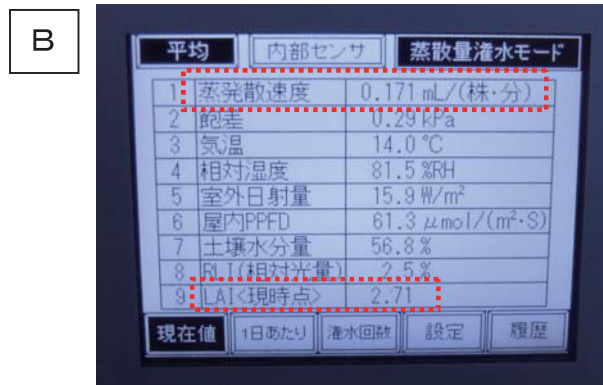 B
平均 内部センサ 蒸散量灌水モード
1 蒸発散速度 0.171 mL/(株・分)
2 飽差 0.29 kPa
3 気温 14.0 ℃
4 相対湿度 81.5 %RH
5 室外日射量 15.9 W/m²
6 屋内PPFD 61.3 μmol/(m²・S)
7 土壌水分量 56.8 %
8 RLI(相対光量) 2.5 %
9 LAI<現時点> 2.71
現在値 1日あたり 灌水回数 設定 履歴